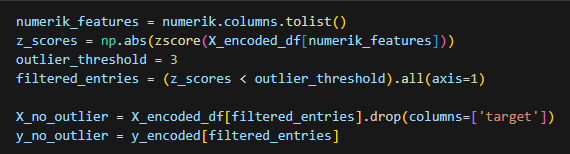 numerik_features = numerik.columns.tolist()
z_scores = np.abs(zscore(X_encoded_df[numerik_features]))
outlier_threshold = 3
filtered_entries = (z_scores < outlier_threshold).all(axis=1)
X_no_outlier = X_encoded_df[filtered_entries].drop(columns=['target'])
y_no_outlier = y_encoded[filtered_entries]